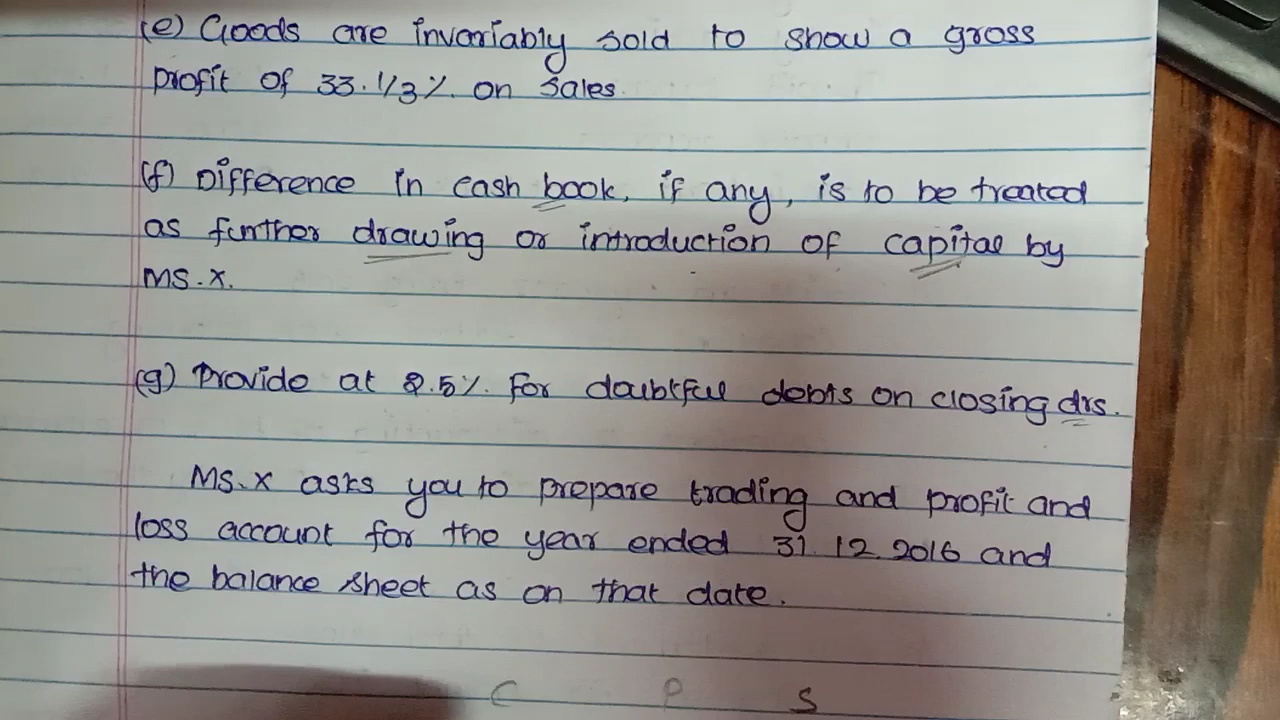 (e) Goods are invariably sold to show a gross
profit of 33.1/3%. on sales.
(f) Difference in cash book, if any, is to be treated
as further drawing or introduction of capital by
MS.X.
(g) Provide at 2.5%. for doubtful debts on closing drs.
MS.X asks you to prepare trading and profit and
loss account for the year ended 31.12.2016 and
the balance sheet as on that date.
C P S